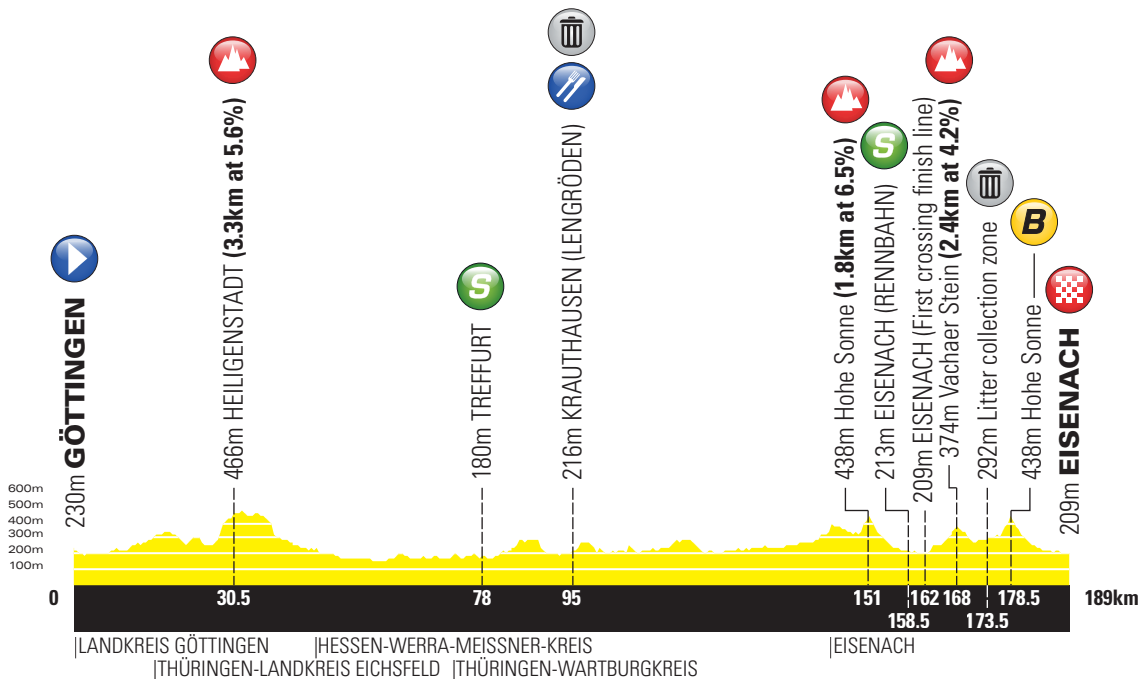 230m GÖTTINGEN
466m HEILIGENSTADT (3.3km at 5.6%)
S
180m TREFFURT
216m KRAUTHAUSEN (LENGRÖDEN)
438m Hohe Sonne (1.8km at 6.5%)
S
213m EISENACH (RENNBAHN)
209m EISENACH (First crossing finish line)
374m Vachaer Stein (2.4km at 4.2%)
292m Litter collection zone
B
438m Hohe Sonne
209m EISENACH
600m
500m
400m
300m
200m
100m
0 30.5 78 95 151 162 168 178.5 189km
158.5 173.5
|LANDKREIS GÖTTINGEN |HESSEN-WERRA-MEISSNER-KREIS |EISENACH
|THÜRINGEN-LANDKREIS EICHSFELD |THÜRINGEN-WARTBURGKREIS